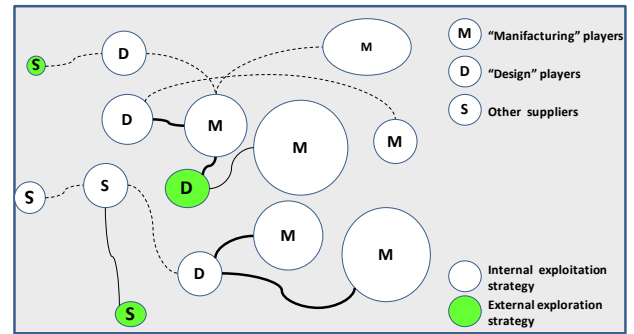 S
D
M
M "Manifacturing" players
D "Design" players
S Other suppliers
D
M
M
M
D
S
S
M
M
D
S
Internal exploitation
strategy
External exploration
strategy